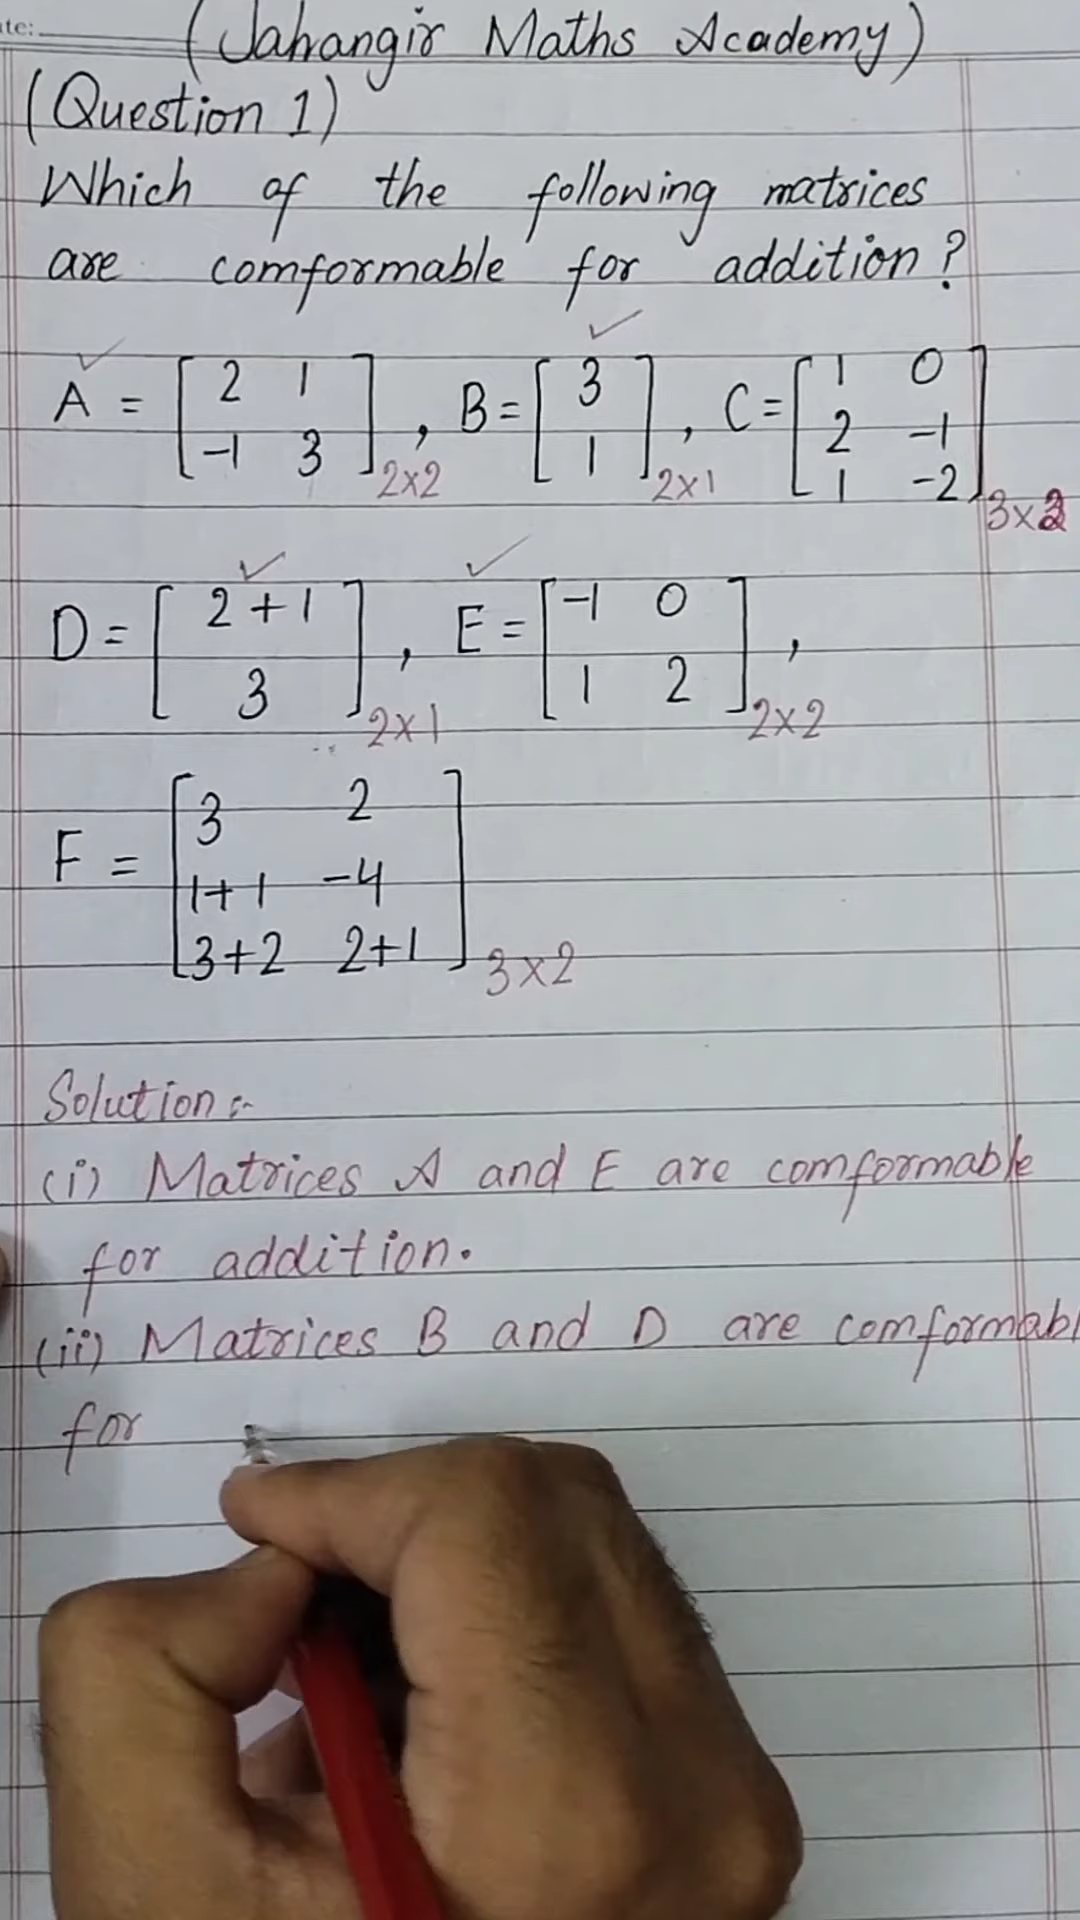 ate:
(Jahangir Maths Academy)
(Question 1)
Which of the following matrices
are comformable for addition?
A = [2 1; -1 3] 2×2, B = [3; 1] 2×1, C = [1 0; 2 -1; 1 -2] 3×2
D = [2+1; 3] 2×1, E = [-1 0; 1 2] 2×2,
F = [3 2; 1+1 -4; 3+2 2+1] 3×2
Solution :-
(i) Matrices A and E are comformable
for addition.
(ii) Matrices B and D are comformabl
for